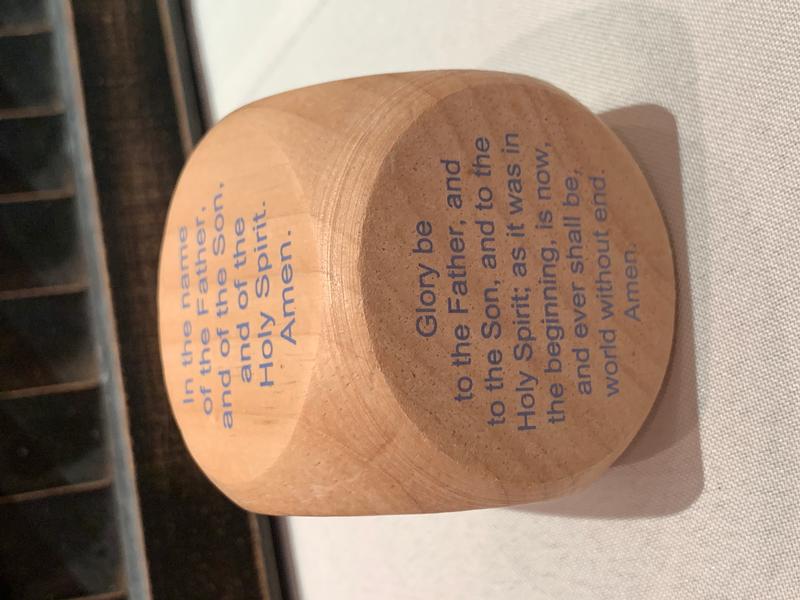 In the name
of the Father,
and of the Son,
and of the
Holy Spirit.
Amen.
Glory be
to the Father, and
to the Son, and to the
Holy Spirit; as it was in
the beginning, is now,
and ever shall be,
world without end.
Amen.